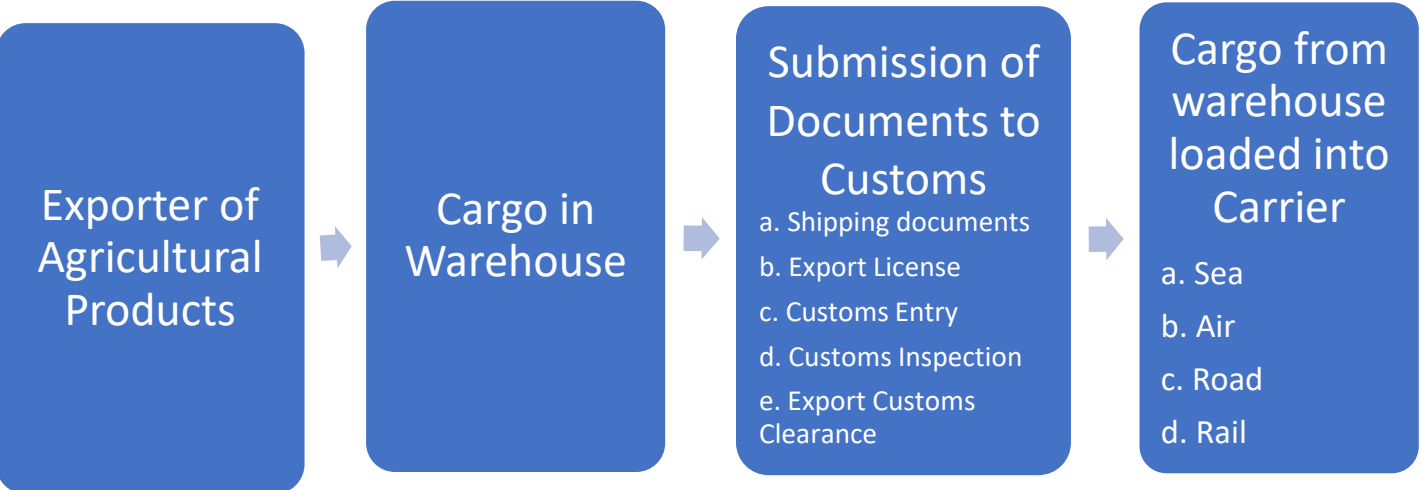 Exporter of
Agricultural
Products
Cargo in
Warehouse
Submission of
Documents to
Customs
a. Shipping documents
b. Export License
c. Customs Entry
d. Customs Inspection
e. Export Customs
Clearance
Cargo from
warehouse
loaded into
Carrier
a. Sea
b. Air
c. Road
d. Rail